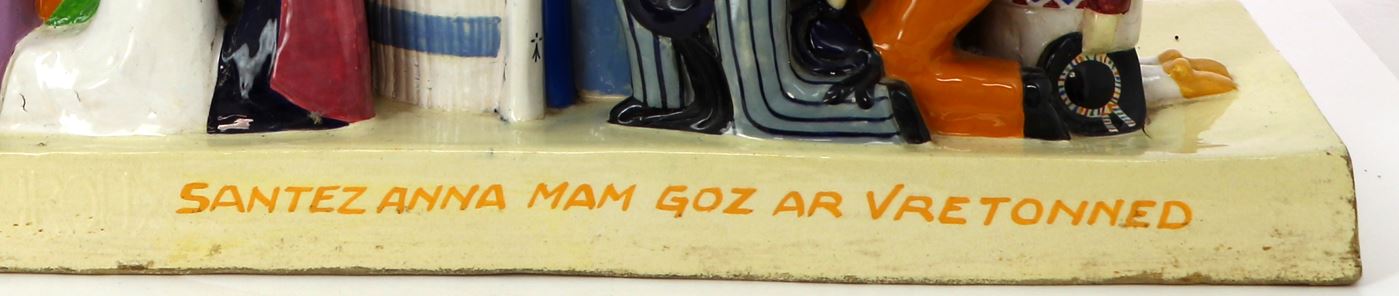 SANTEZ ANNA MAM GOZ AR VRETONNED